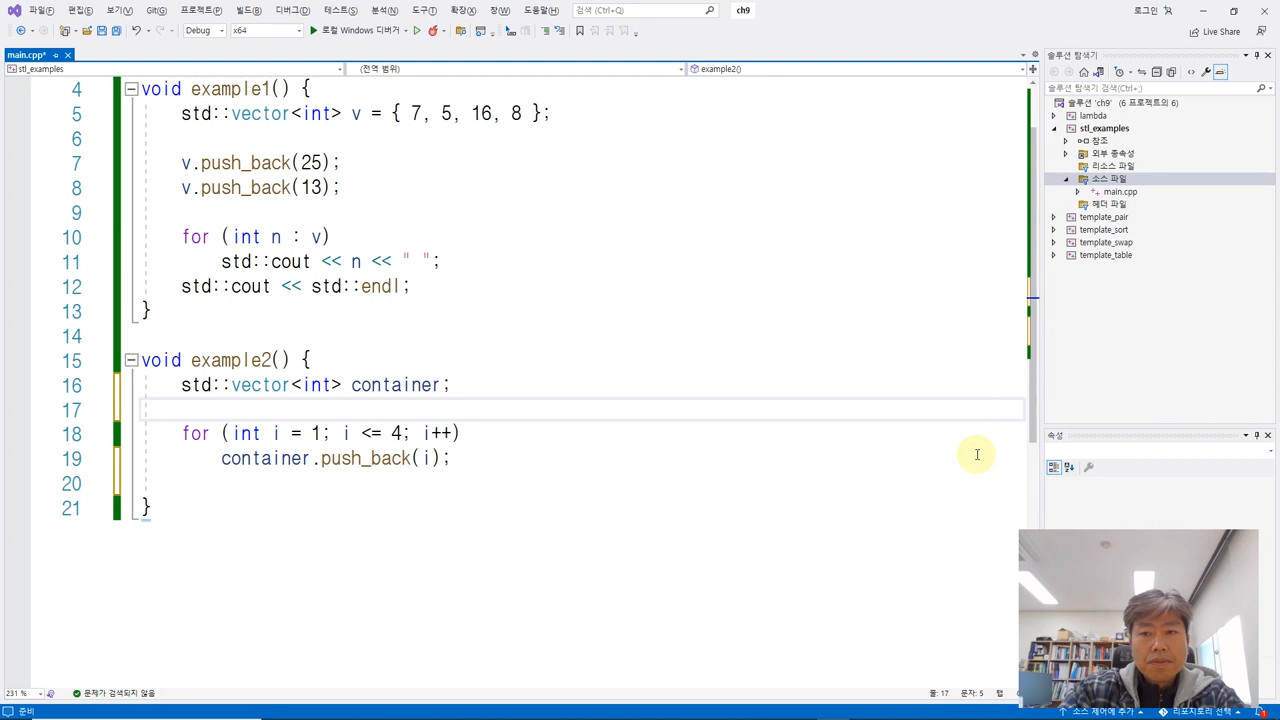 파일(F) 편집(E) 보기(V) Git(G) 프로젝트(P) 빌드(B) 디버그(D) 테스트(S) 분석(N) 도구(T) 확장(X) 창(W) 도움말(H) 검색(Ctrl+Q) ch9 로그인
Debug x64 로컬 Windows 디버거 Live Share
main.cpp*
stl_examples (전역 범위) example2()
4 void example1() {
5 std::vector<int> v = { 7, 5, 16, 8 };
6
7 v.push_back(25);
8 v.push_back(13);
9
10 for (int n : v)
11 std::cout << n << " ";
12 std::cout << std::endl;
13 }
14
15 void example2() {
16 std::vector<int> container;
17
18 for (int i = 1; i <= 4; i++)
19 container.push_back(i);
20
21 }
솔루션 탐색기
솔루션 탐색기 검색(Ctrl+;)
솔루션 'ch9' (6 프로젝트의 6)
lambda
stl_examples
참조
외부 종속성
리소스 파일
소스 파일
main.cpp
헤더 파일
template_pair
template_sort
template_swap
template_table
속성
231 % 문제가 검색되지 않음 줄: 17 문자: 5 탭
준비 소스 제어에 추가 리포지토리 선택